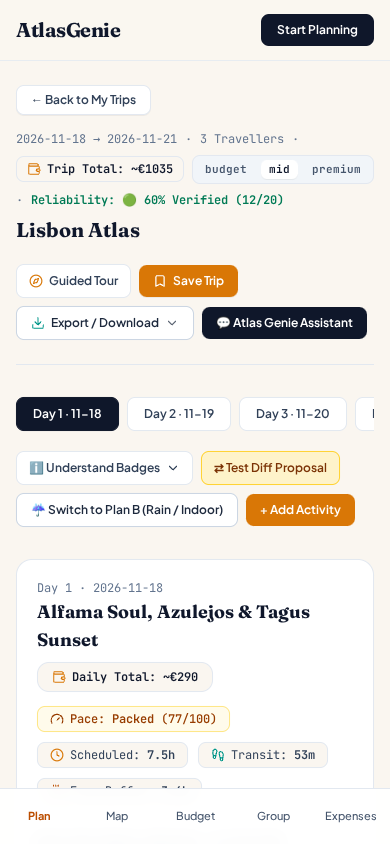 AtlasGenie
Start Planning
← Back to My Trips
2026-11-18 → 2026-11-21 · 3 Travellers ·
Trip Total: ~€1035
budget mid premium
· Reliability: 🟢 60% Verified (12/20)
Lisbon Atlas
Guided Tour
Save Trip
Export / Download
💬 Atlas Genie Assistant
Day 1 · 11-18
Day 2 · 11-19
Day 3 · 11-20
ℹ️ Understand Badges
⇄ Test Diff Proposal
☔ Switch to Plan B (Rain / Indoor)
+ Add Activity
Day 1 · 2026-11-18
Alfama Soul, Azulejos & Tagus
Sunset
Daily Total: ~€290
Pace: Packed (77/100)
Scheduled: 7.5h
Transit: 53m
Plan
Map
Budget
Group
Expenses